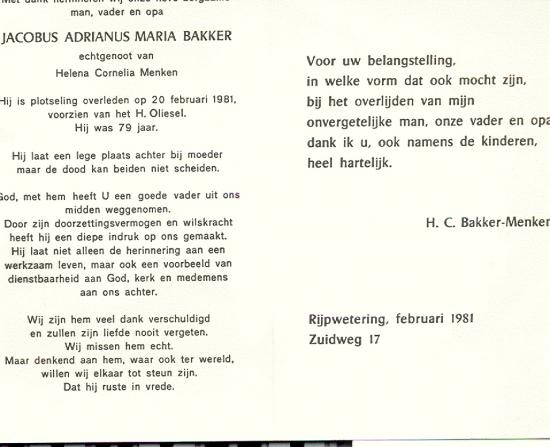 Met dank herinneren wij onze lieve zorgzame
man, vader en opa
JACOBUS ADRIANUS MARIA BAKKER
echtgenoot van
Helena Cornelia Menken
Hij is plotseling overleden op 20 februari 1981,
voorzien van het H. Oliesel.
Hij was 79 jaar.
Hij laat een lege plaats achter bij moeder
maar de dood kan beiden niet scheiden.
God, met hem heeft U een goede vader uit ons
midden weggenomen.
Door zijn doorzettingsvermogen en wilskracht
heeft hij een diepe indruk op ons gemaakt.
Hij laat niet alleen de herinnering aan een
werkzaam leven, maar ook een voorbeeld van
dienstbaarheid aan God, kerk en medemens
aan ons achter.
Wij zijn hem veel dank verschuldigd
en zullen zijn liefde nooit vergeten.
Wij missen hem echt.
Maar denkend aan hem, waar ook ter wereld,
willen wij elkaar tot steun zijn.
Dat hij ruste in vrede.
Voor uw belangstelling,
in welke vorm dat ook mocht zijn,
bij het overlijden van mijn
onvergetelijke man, onze vader en opa
dank ik u, ook namens de kinderen,
heel hartelijk.
H. C. Bakker-Menken
Rijpwetering, februari 1981
Zuidweg 17